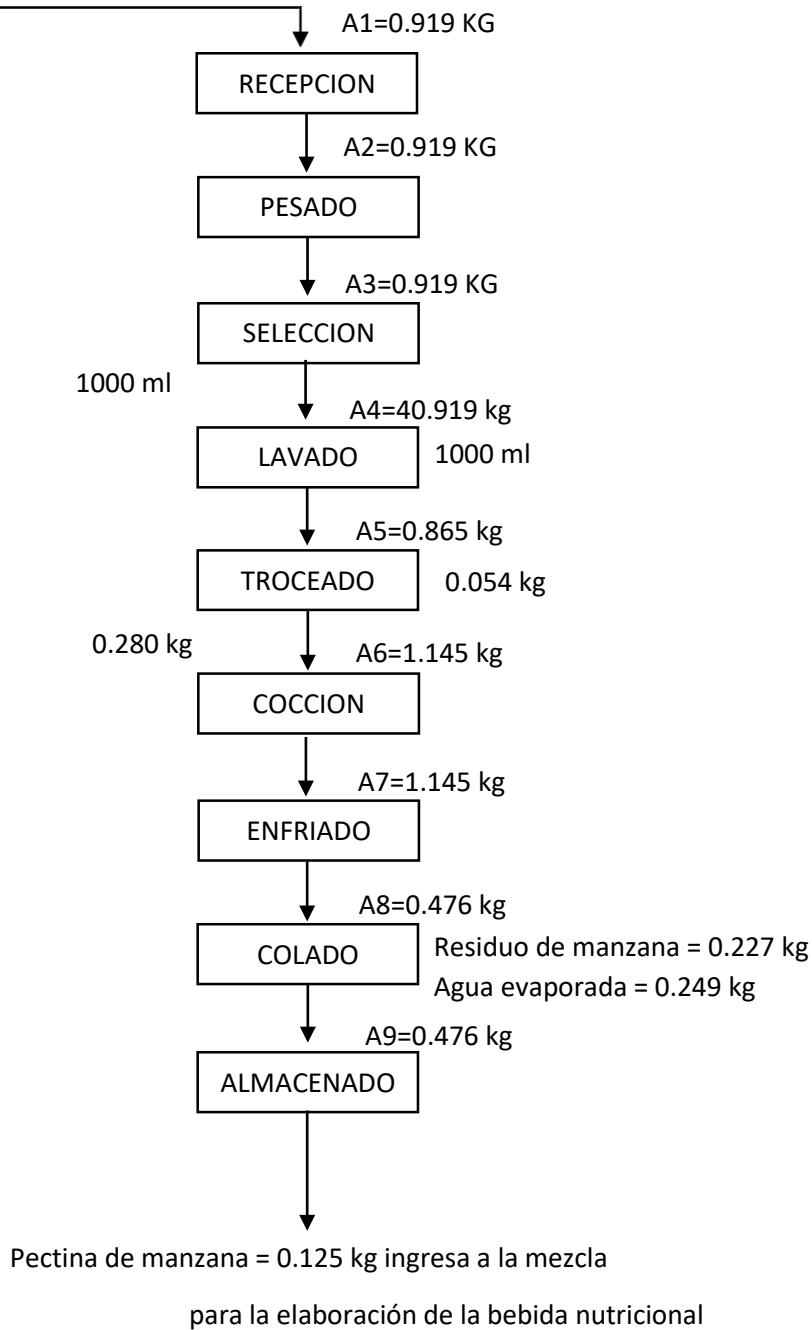 A1=0.919 KG
RECEPCION
A2=0.919 KG
PESADO
A3=0.919 KG
SELECCION
1000 ml
A4=40.919 kg
LAVADO
1000 ml
A5=0.865 kg
TROCEADO
0.054 kg
0.280 kg
A6=1.145 kg
COCCION
A7=1.145 kg
ENFRIADO
A8=0.476 kg
COLADO
Residuo de manzana = 0.227 kg
Agua evaporada = 0.249 kg
A9=0.476 kg
ALMACENADO
Pectina de manzana = 0.125 kg ingresa a la mezcla
para la elaboración de la bebida nutricional